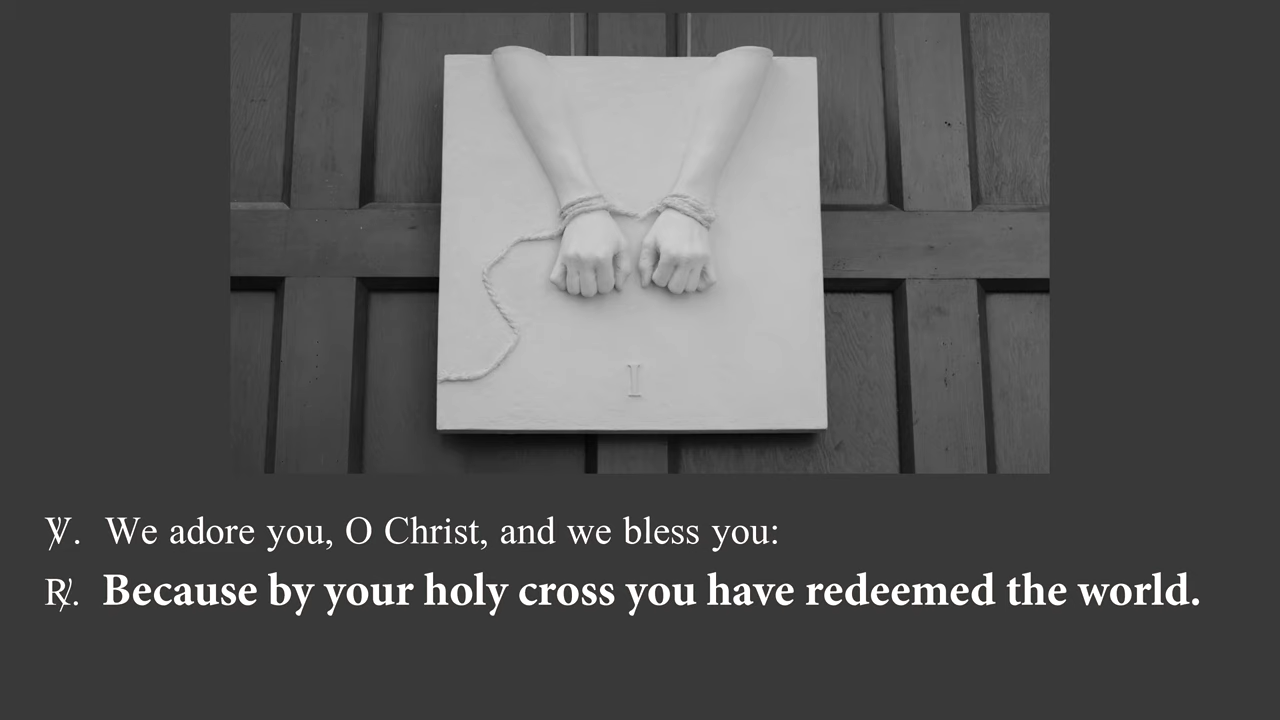 I
℣. We adore you, O Christ, and we bless you:
℟. Because by your holy cross you have redeemed the world.